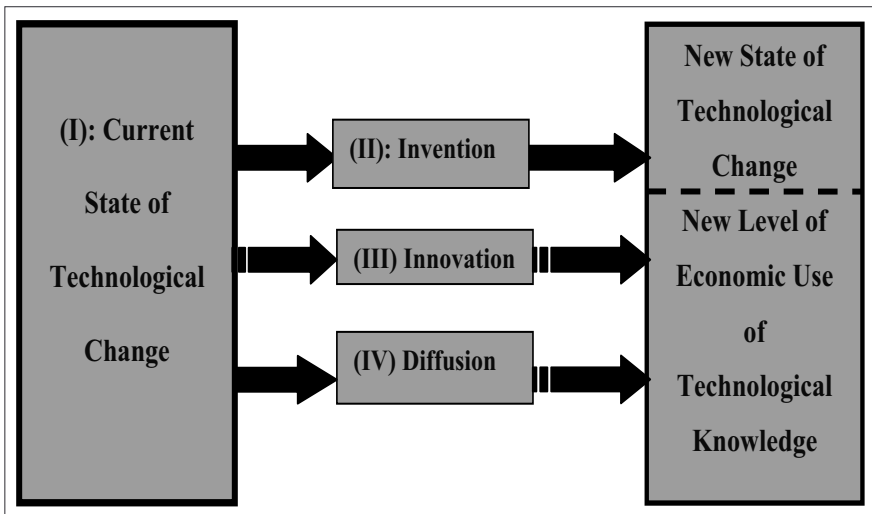 (I): Current
State of
Technological
Change
(II): Invention
(III) Innovation
(IV) Diffusion
New State of
Technological
Change
New Level of
Economic Use
of
Technological
Knowledge